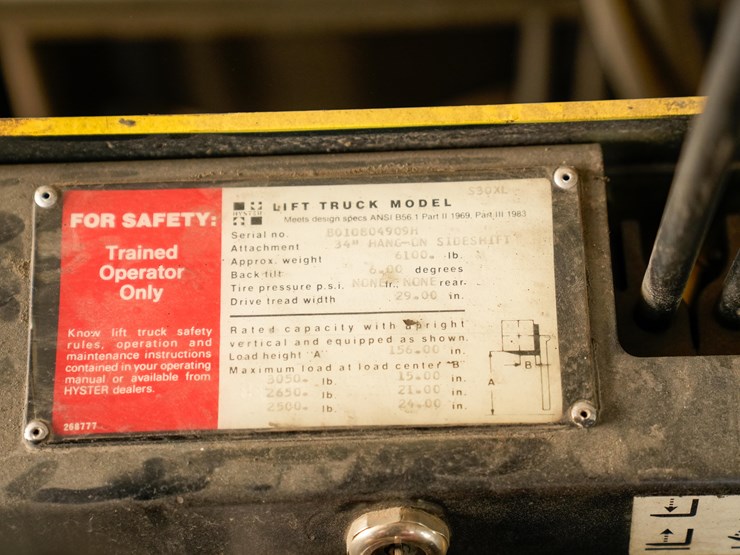 FOR SAFETY:
Trained
Operator
Only
Know lift truck safety
rules, operation and
maintenance instructions
contained in your operating
manual or available from
HYSTER dealers.
268777
S30XL
HYSTER LIFT TRUCK MODEL
Meets design specs ANSI B56.1 Part II 1969, Part III 1983
Serial no. B010B04909H
Attachment 34" HANG-ON SIDESHIFT
Approx. weight 6100. lb.
Back tilt 6.00 degrees
Tire pressure p.s.i. NONE fr., NONE rear.
Drive tread width 29.00 in.
Rated capacity with upright
vertical and equipped as shown.
Load height "A" 156.00 in.
Maximum load at load center "B"
3050. lb. 15.00 in.
2650. lb. 21.00 in.
2500. lb. 24.00 in.
A
B